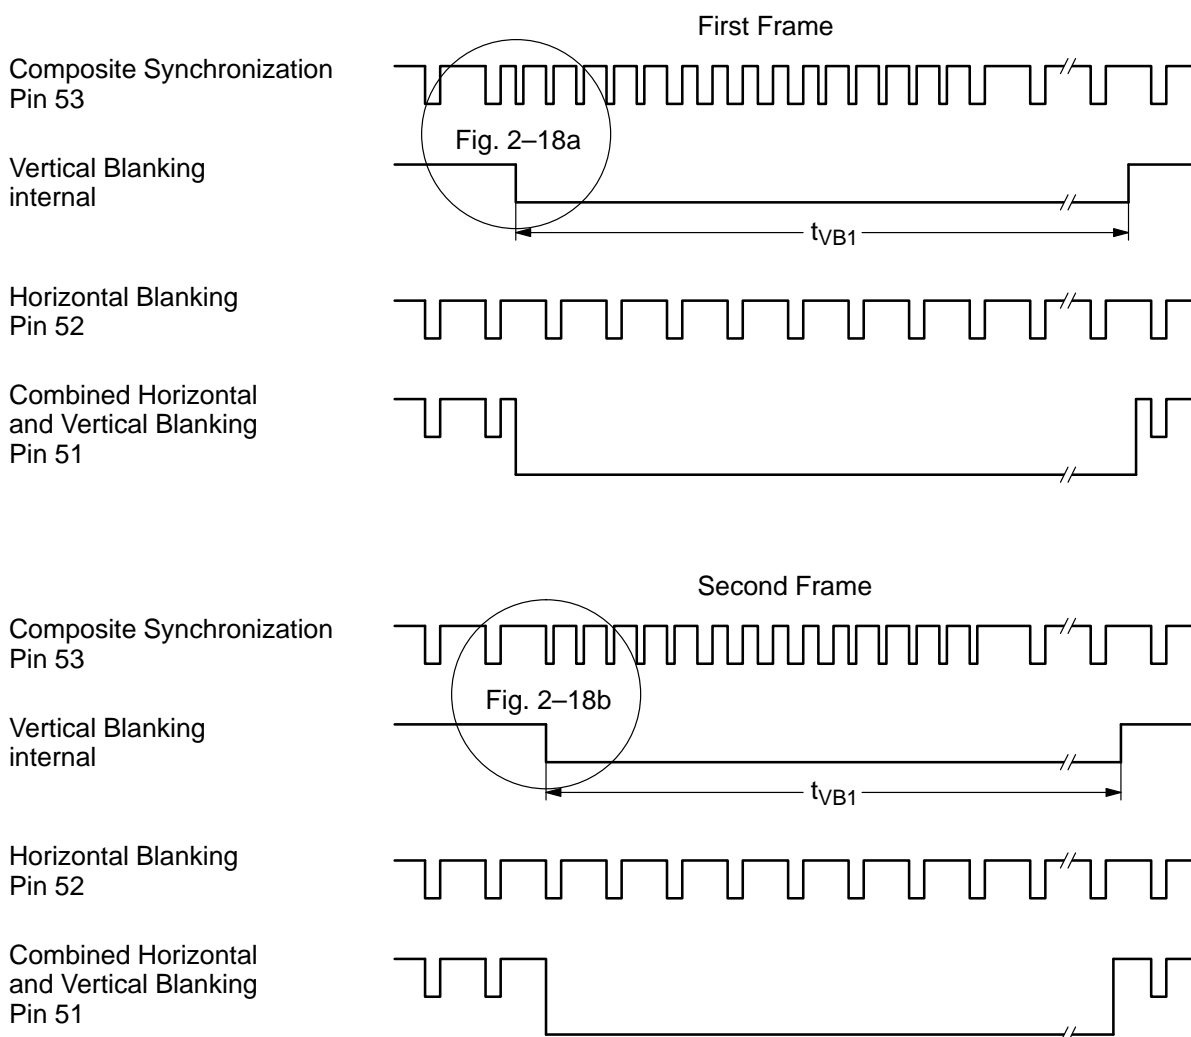 First Frame
Composite Synchronization
Pin 53
Fig. 2–18a
Vertical Blanking
internal
tVB1
Horizontal Blanking
Pin 52
Combined Horizontal
and Vertical Blanking
Pin 51
Second Frame
Composite Synchronization
Pin 53
Fig. 2–18b
Vertical Blanking
internal
tVB1
Horizontal Blanking
Pin 52
Combined Horizontal
and Vertical Blanking
Pin 51